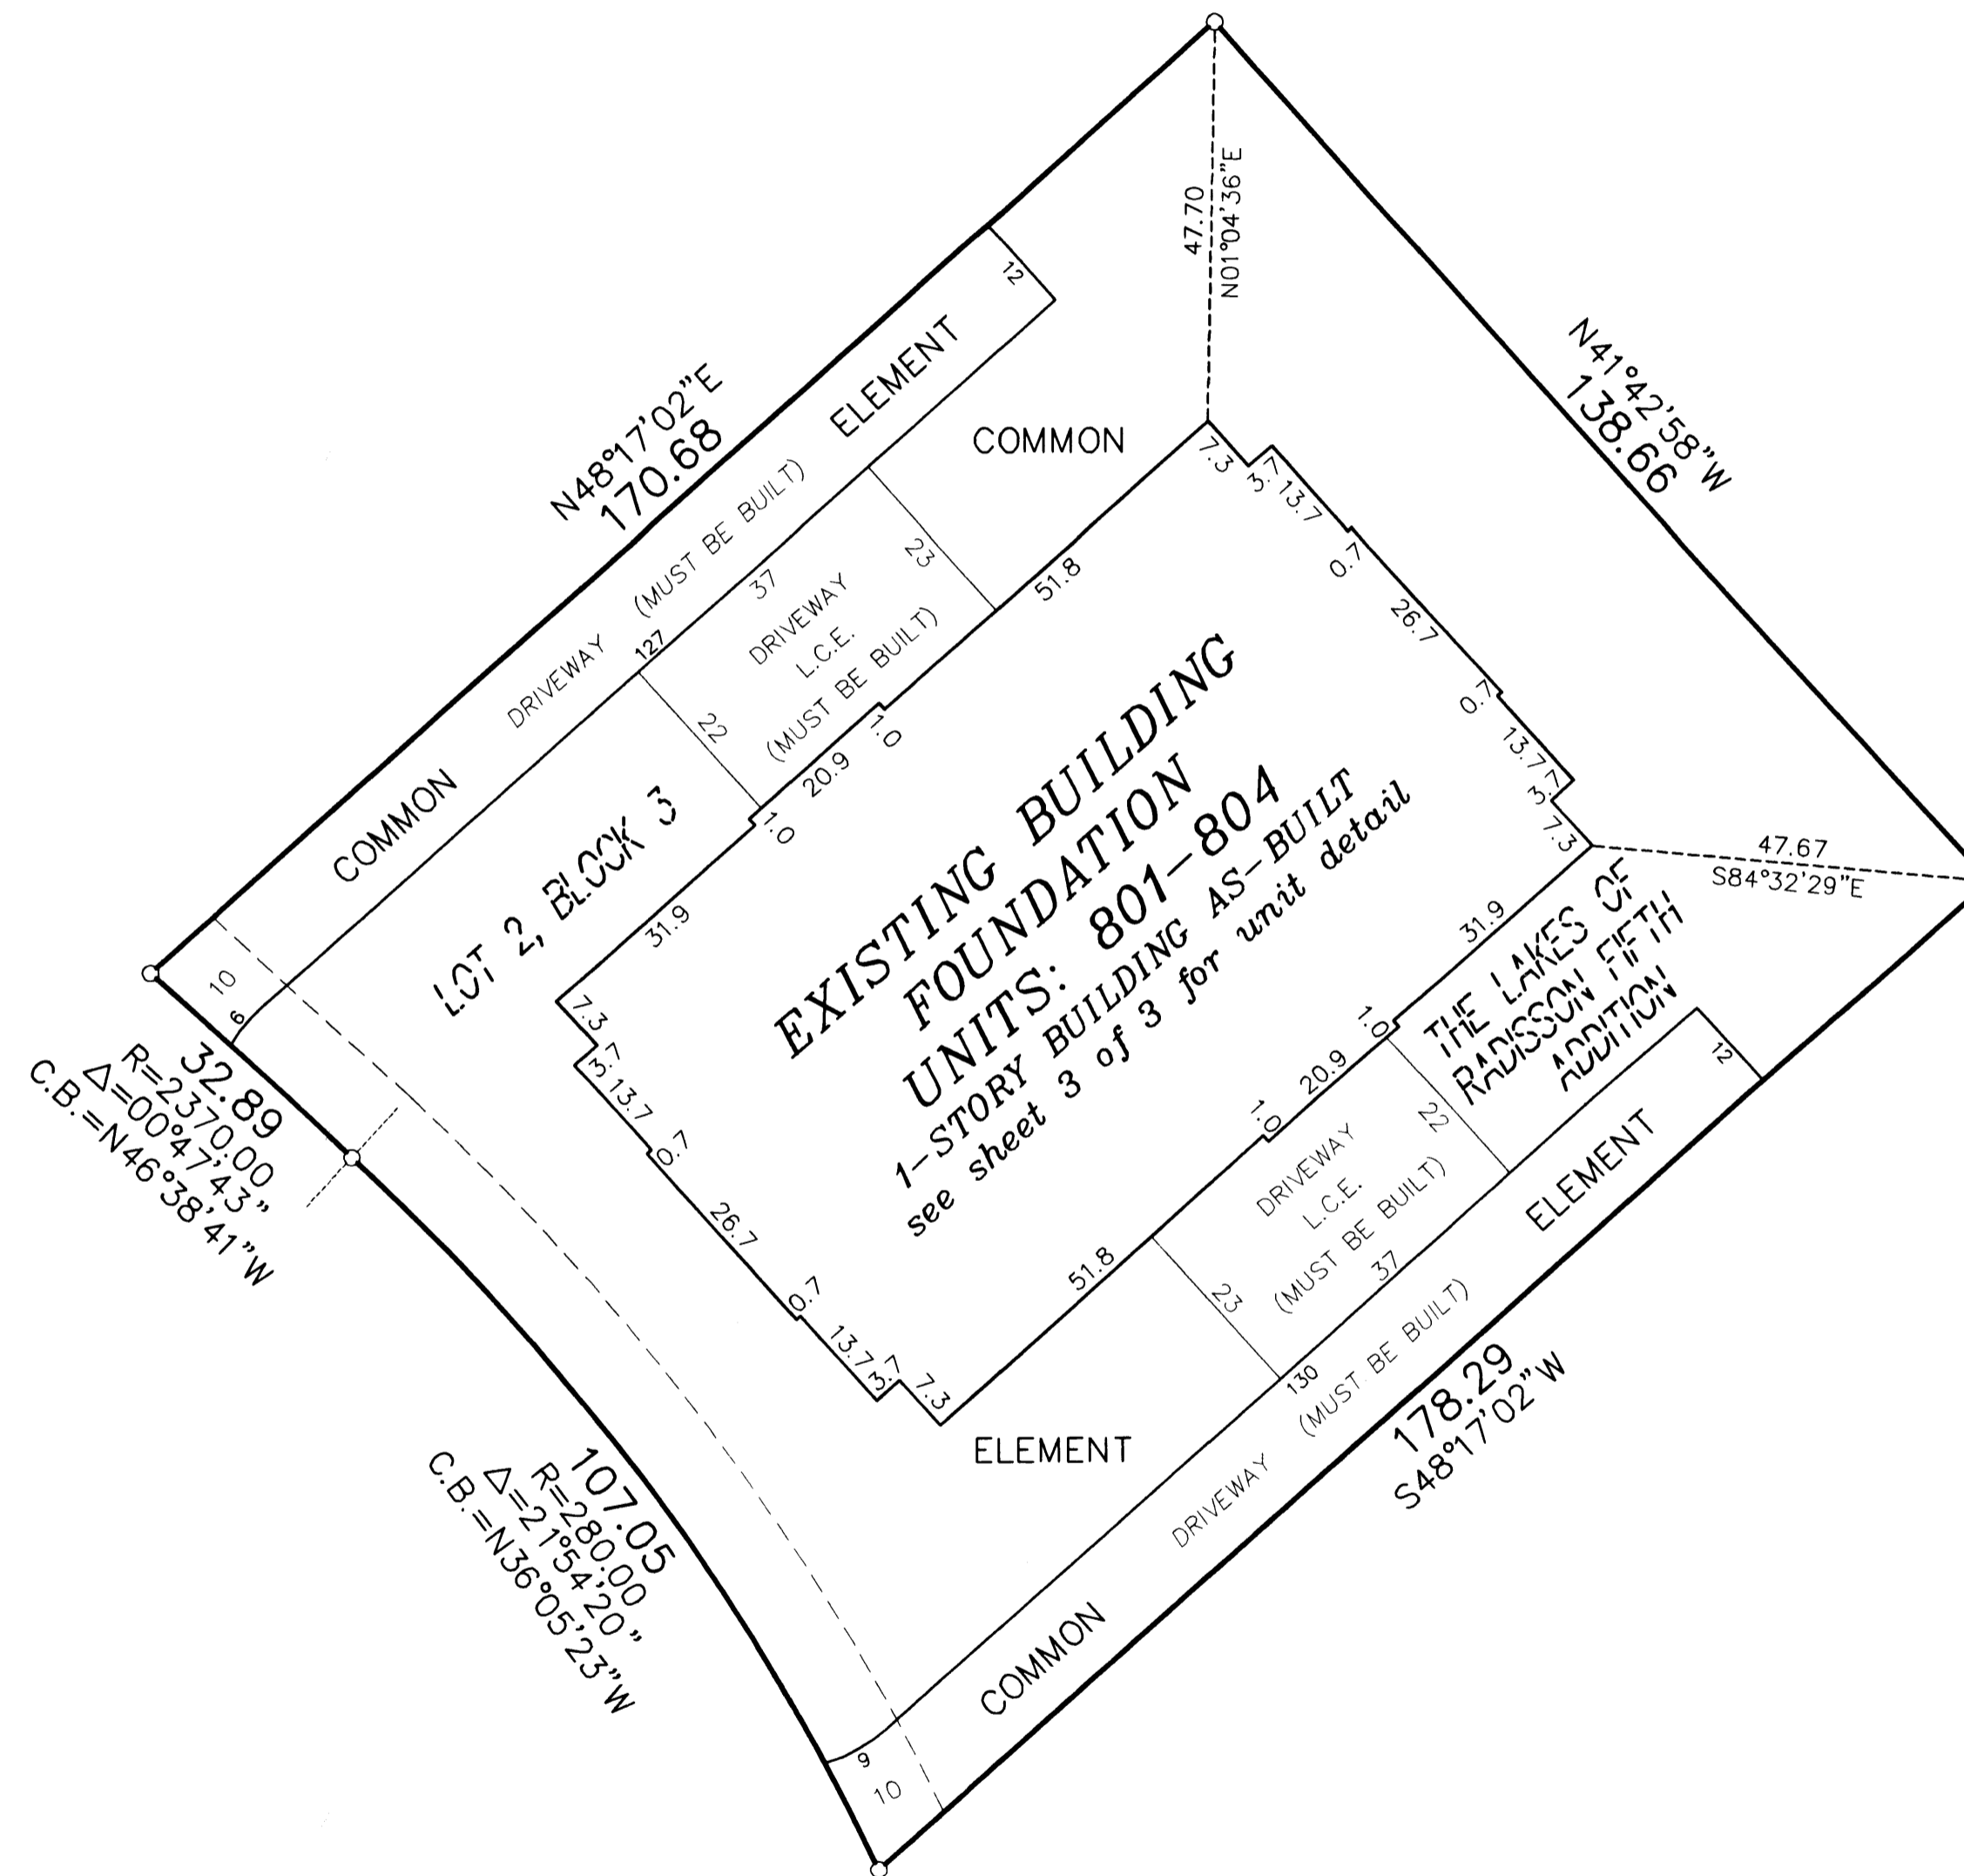 47.70
N01°04'36"E
N48°17'02"E
170.68
N41°42'58"W
138.66
12
ELEMENT
COMMON
DRIVEWAY (MUST BE BUILT)
127
37
23
22
DRIVEWAY
L.C.E.
(MUST BE BUILT)
COMMON
LOT 2, BLOCK 3
7.3
3.7
13.7
0.7
26.7
0.7
13.7
3.7
7.3
51.8
1.0
20.9
1.0
31.9
47.67
S84°32'29"E
EXISTING BUILDING
FOUNDATION
UNITS: 801-804
1-STORY BUILDING AS-BUILT
see sheet 3 of 3 for unit detail
THE LAKES OF
RADISSON FIFTH
ADDITION
31.9
1.0
20.9
1.0
51.8
7.3
3.7
13.7
0.7
26.7
0.7
13.7
3.7
7.3
10
6
32.89
R=2370.00
Δ=00°47'43"
C.B.=N46°38'41"W
107.05
R=280.00
Δ=21°54'20"
C.B.=N36°05'23"W
12
22
DRIVEWAY
L.C.E.
(MUST BE BUILT)
23
37
130
ELEMENT
DRIVEWAY (MUST BE BUILT)
178.29
S48°17'02"W
ELEMENT
COMMON
9
10